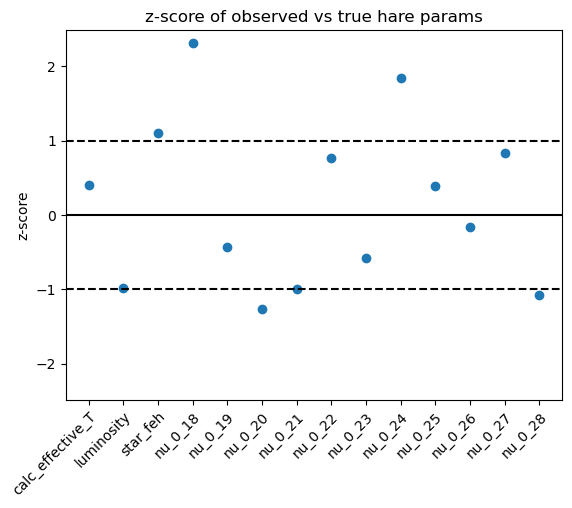 z-score of observed vs true hare params
z-score
2
1
0
−1
−2
calc_effective_T
luminosity
star_feh
nu_0_18
nu_0_19
nu_0_20
nu_0_21
nu_0_22
nu_0_23
nu_0_24
nu_0_25
nu_0_26
nu_0_27
nu_0_28